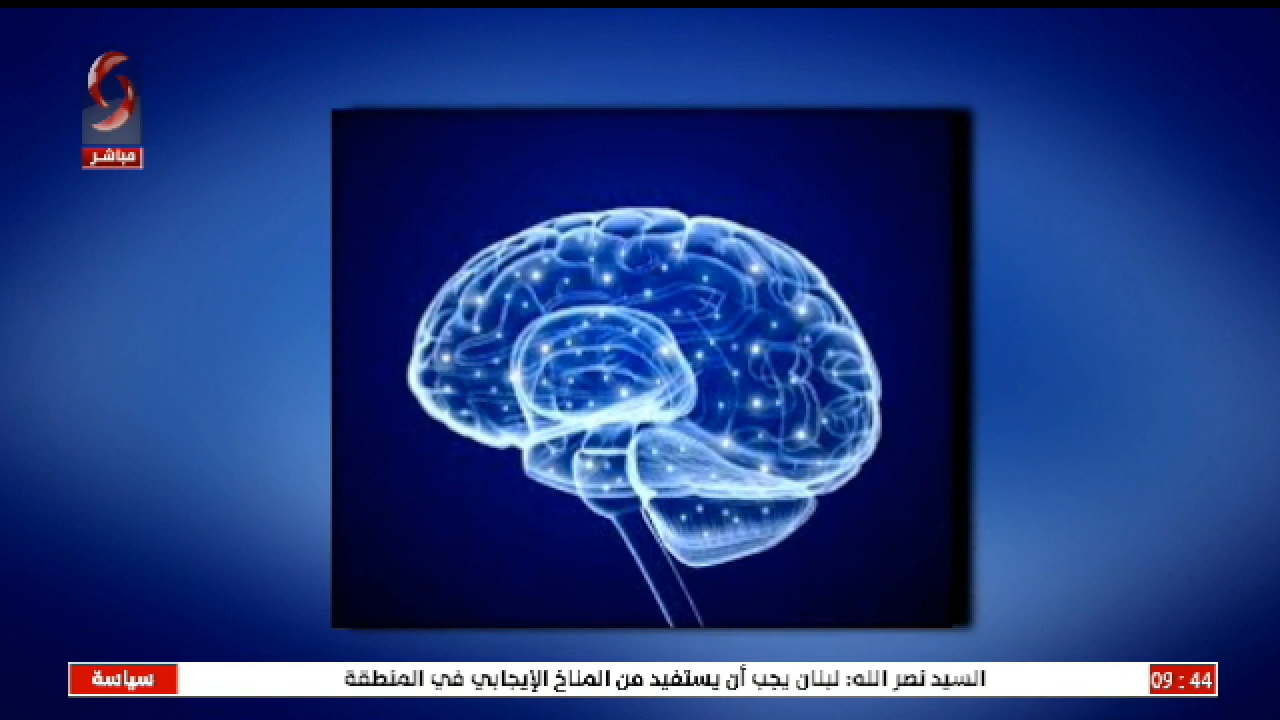 مباشر
سياسة
السيد نصر الله: لبنان يجب أن يستفيد من المناخ الإيجابي في المنطقة
09 : 44